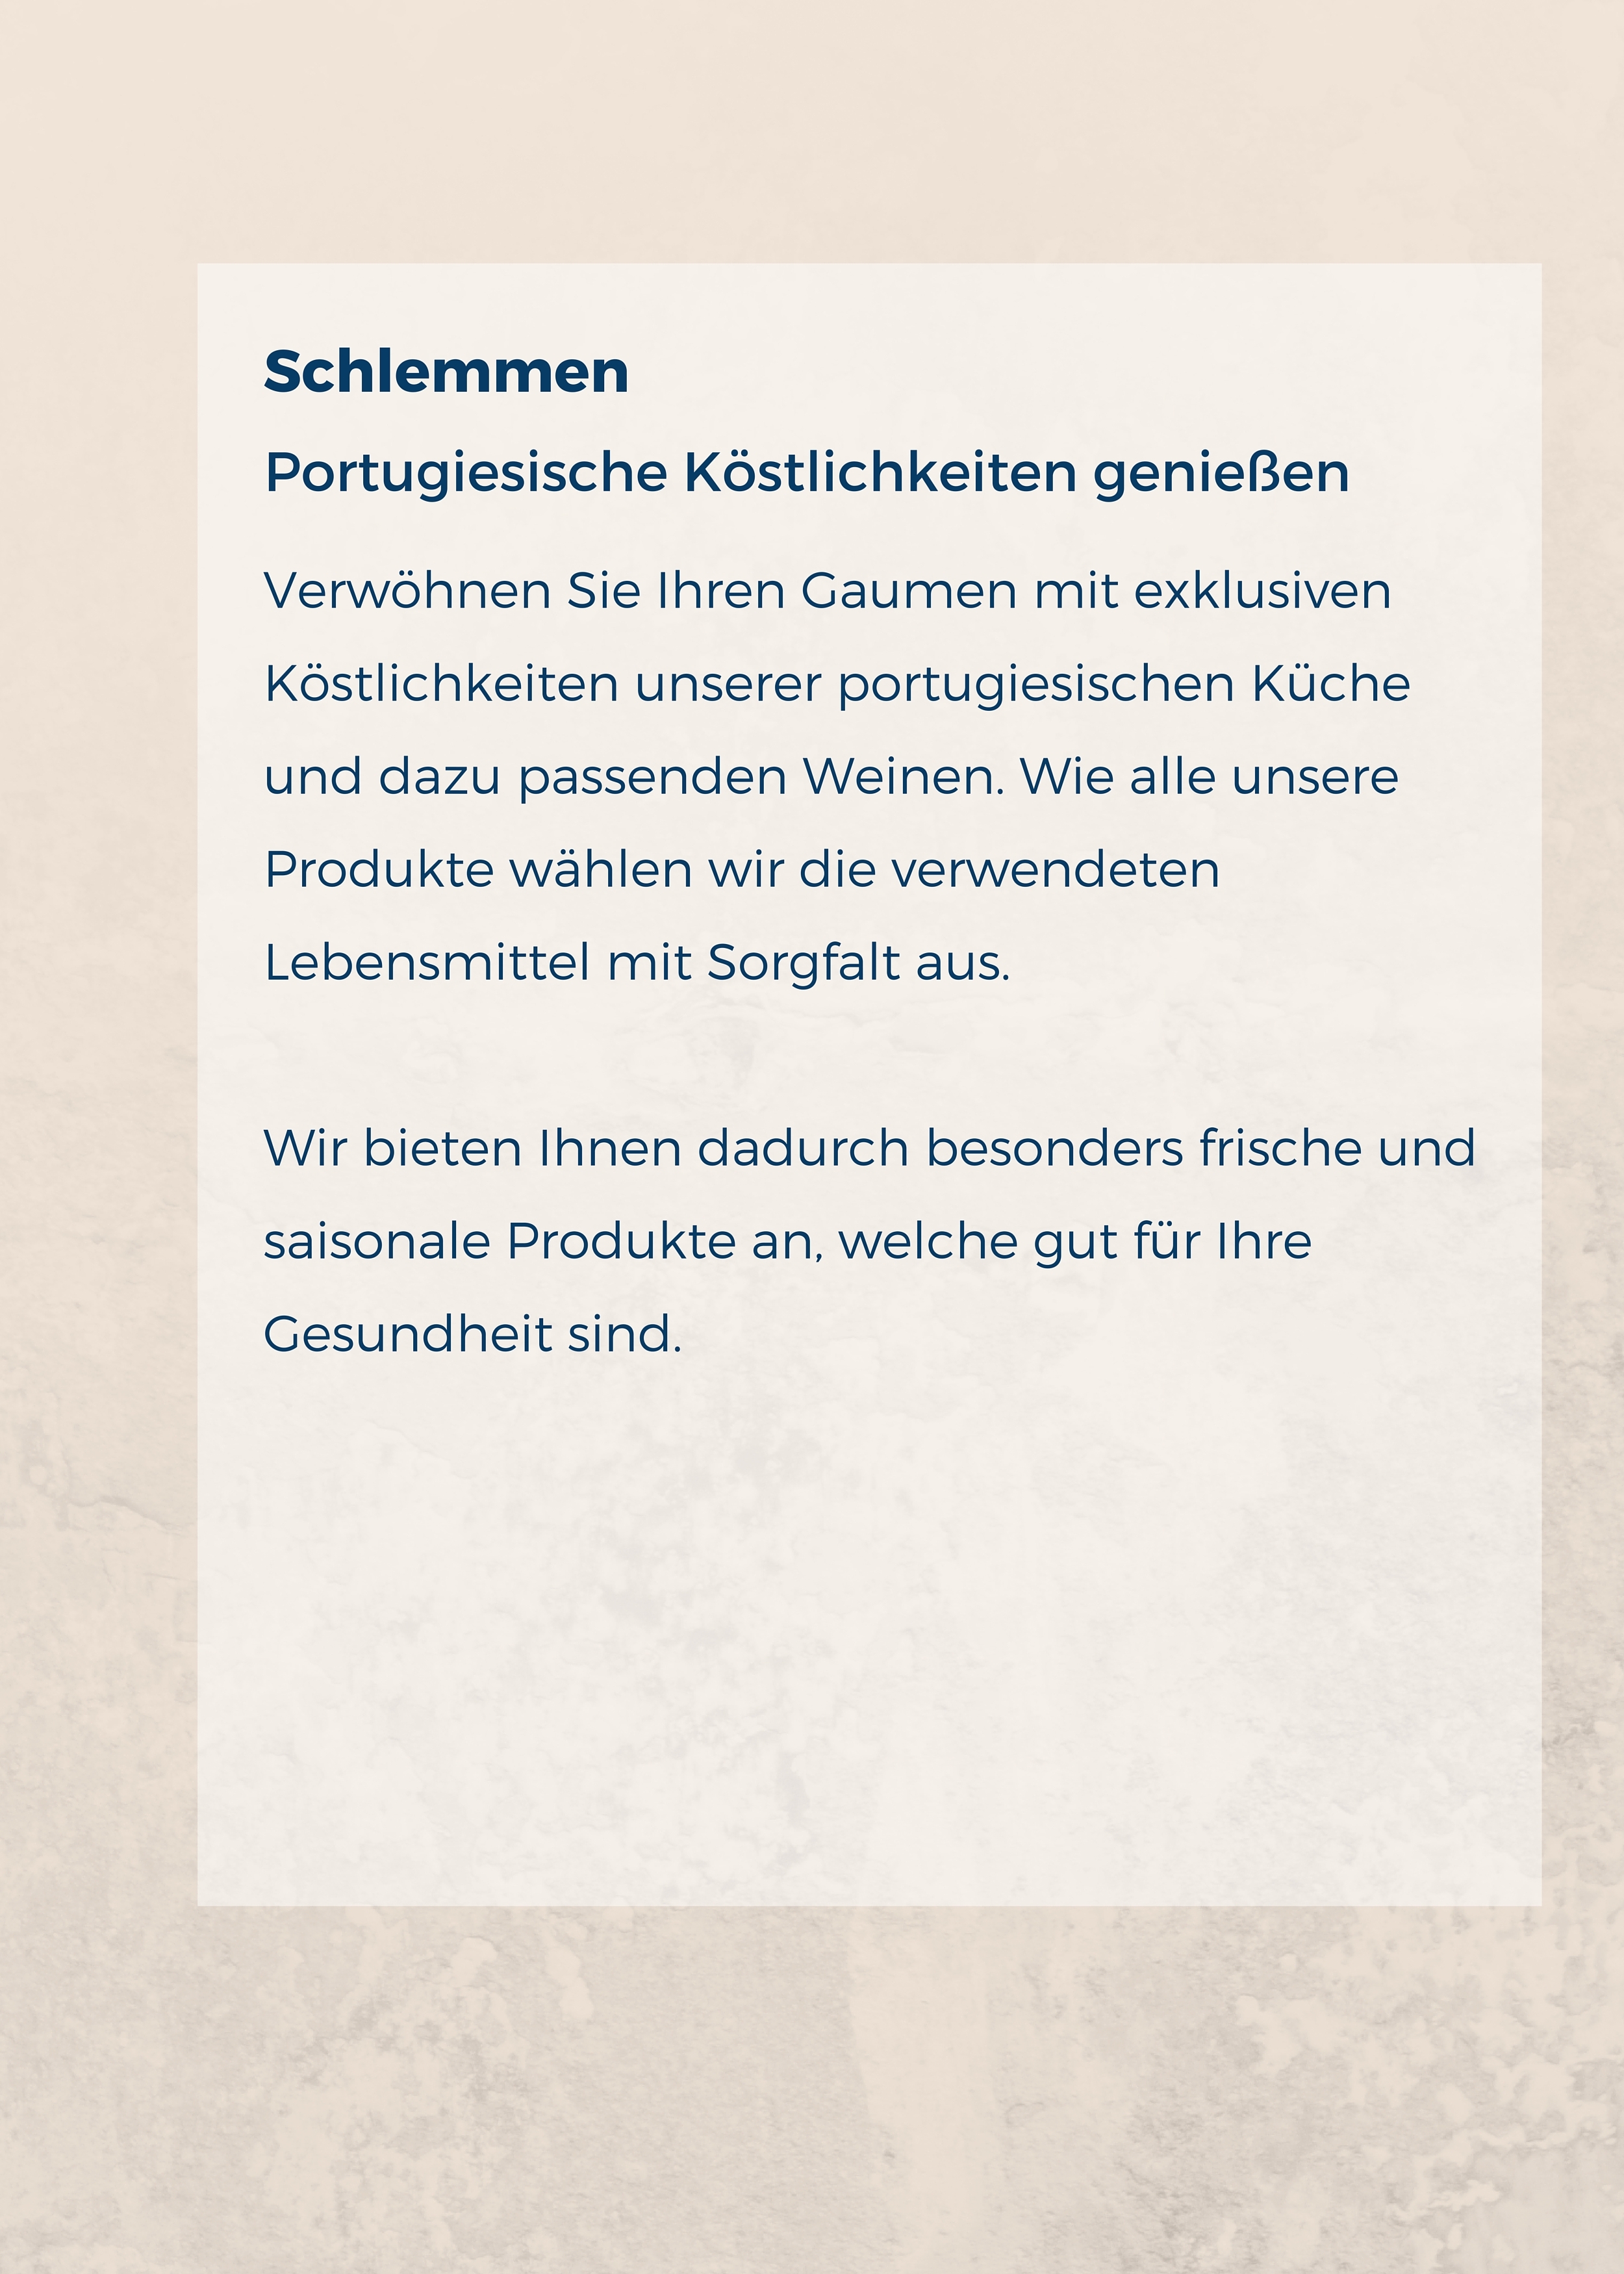 Schlemmen
Portugiesische Köstlichkeiten genießen
Verwöhnen Sie Ihren Gaumen mit exklusiven
Köstlichkeiten unserer portugiesischen Küche
und dazu passenden Weinen. Wie alle unsere
Produkte wählen wir die verwendeten
Lebensmittel mit Sorgfalt aus.
Wir bieten Ihnen dadurch besonders frische und
saisonale Produkte an, welche gut für Ihre
Gesundheit sind.